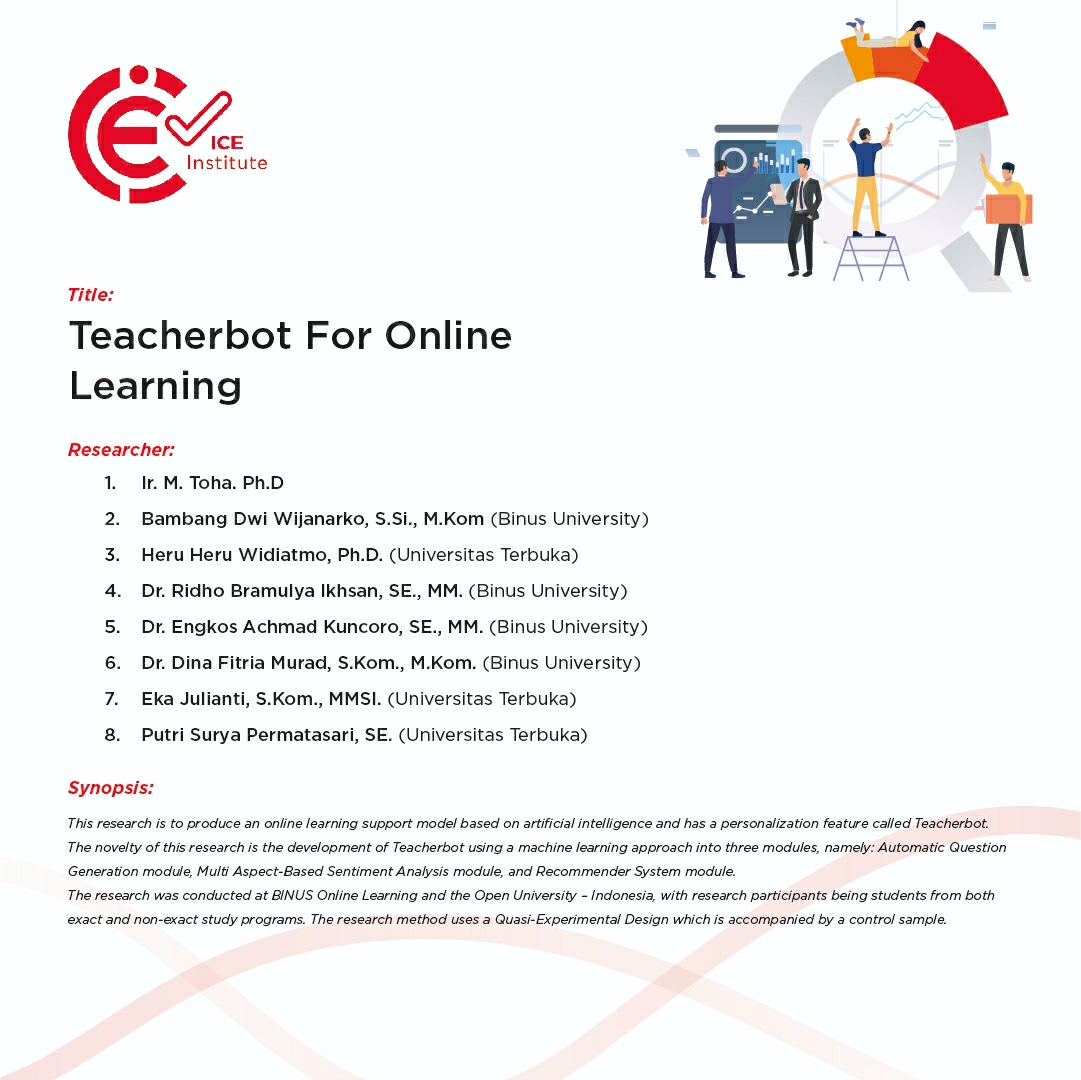 ICE
Institute
Title:
Teacherbot For Online
Learning
Researcher:
1. Ir. M. Toha. Ph.D
2. Bambang Dwi Wijanarko, S.Si., M.Kom (Binus University)
3. Heru Heru Widiatmo, Ph.D. (Universitas Terbuka)
4. Dr. Ridho Bramulya Ikhsan, SE., MM. (Binus University)
5. Dr. Engkos Achmad Kuncoro, SE., MM. (Binus University)
6. Dr. Dina Fitria Murad, S.Kom., M.Kom. (Binus University)
7. Eka Julianti, S.Kom., MMSI. (Universitas Terbuka)
8. Putri Surya Permatasari, SE. (Universitas Terbuka)
Synopsis:
This research is to produce an online learning support model based on artificial intelligence and has a personalization feature called Teacherbot.
The novelty of this research is the development of Teacherbot using a machine learning approach into three modules, namely: Automatic Question
Generation module, Multi Aspect-Based Sentiment Analysis module, and Recommender System module.
The research was conducted at BINUS Online Learning and the Open University – Indonesia, with research participants being students from both
exact and non-exact study programs. The research method uses a Quasi-Experimental Design which is accompanied by a control sample.